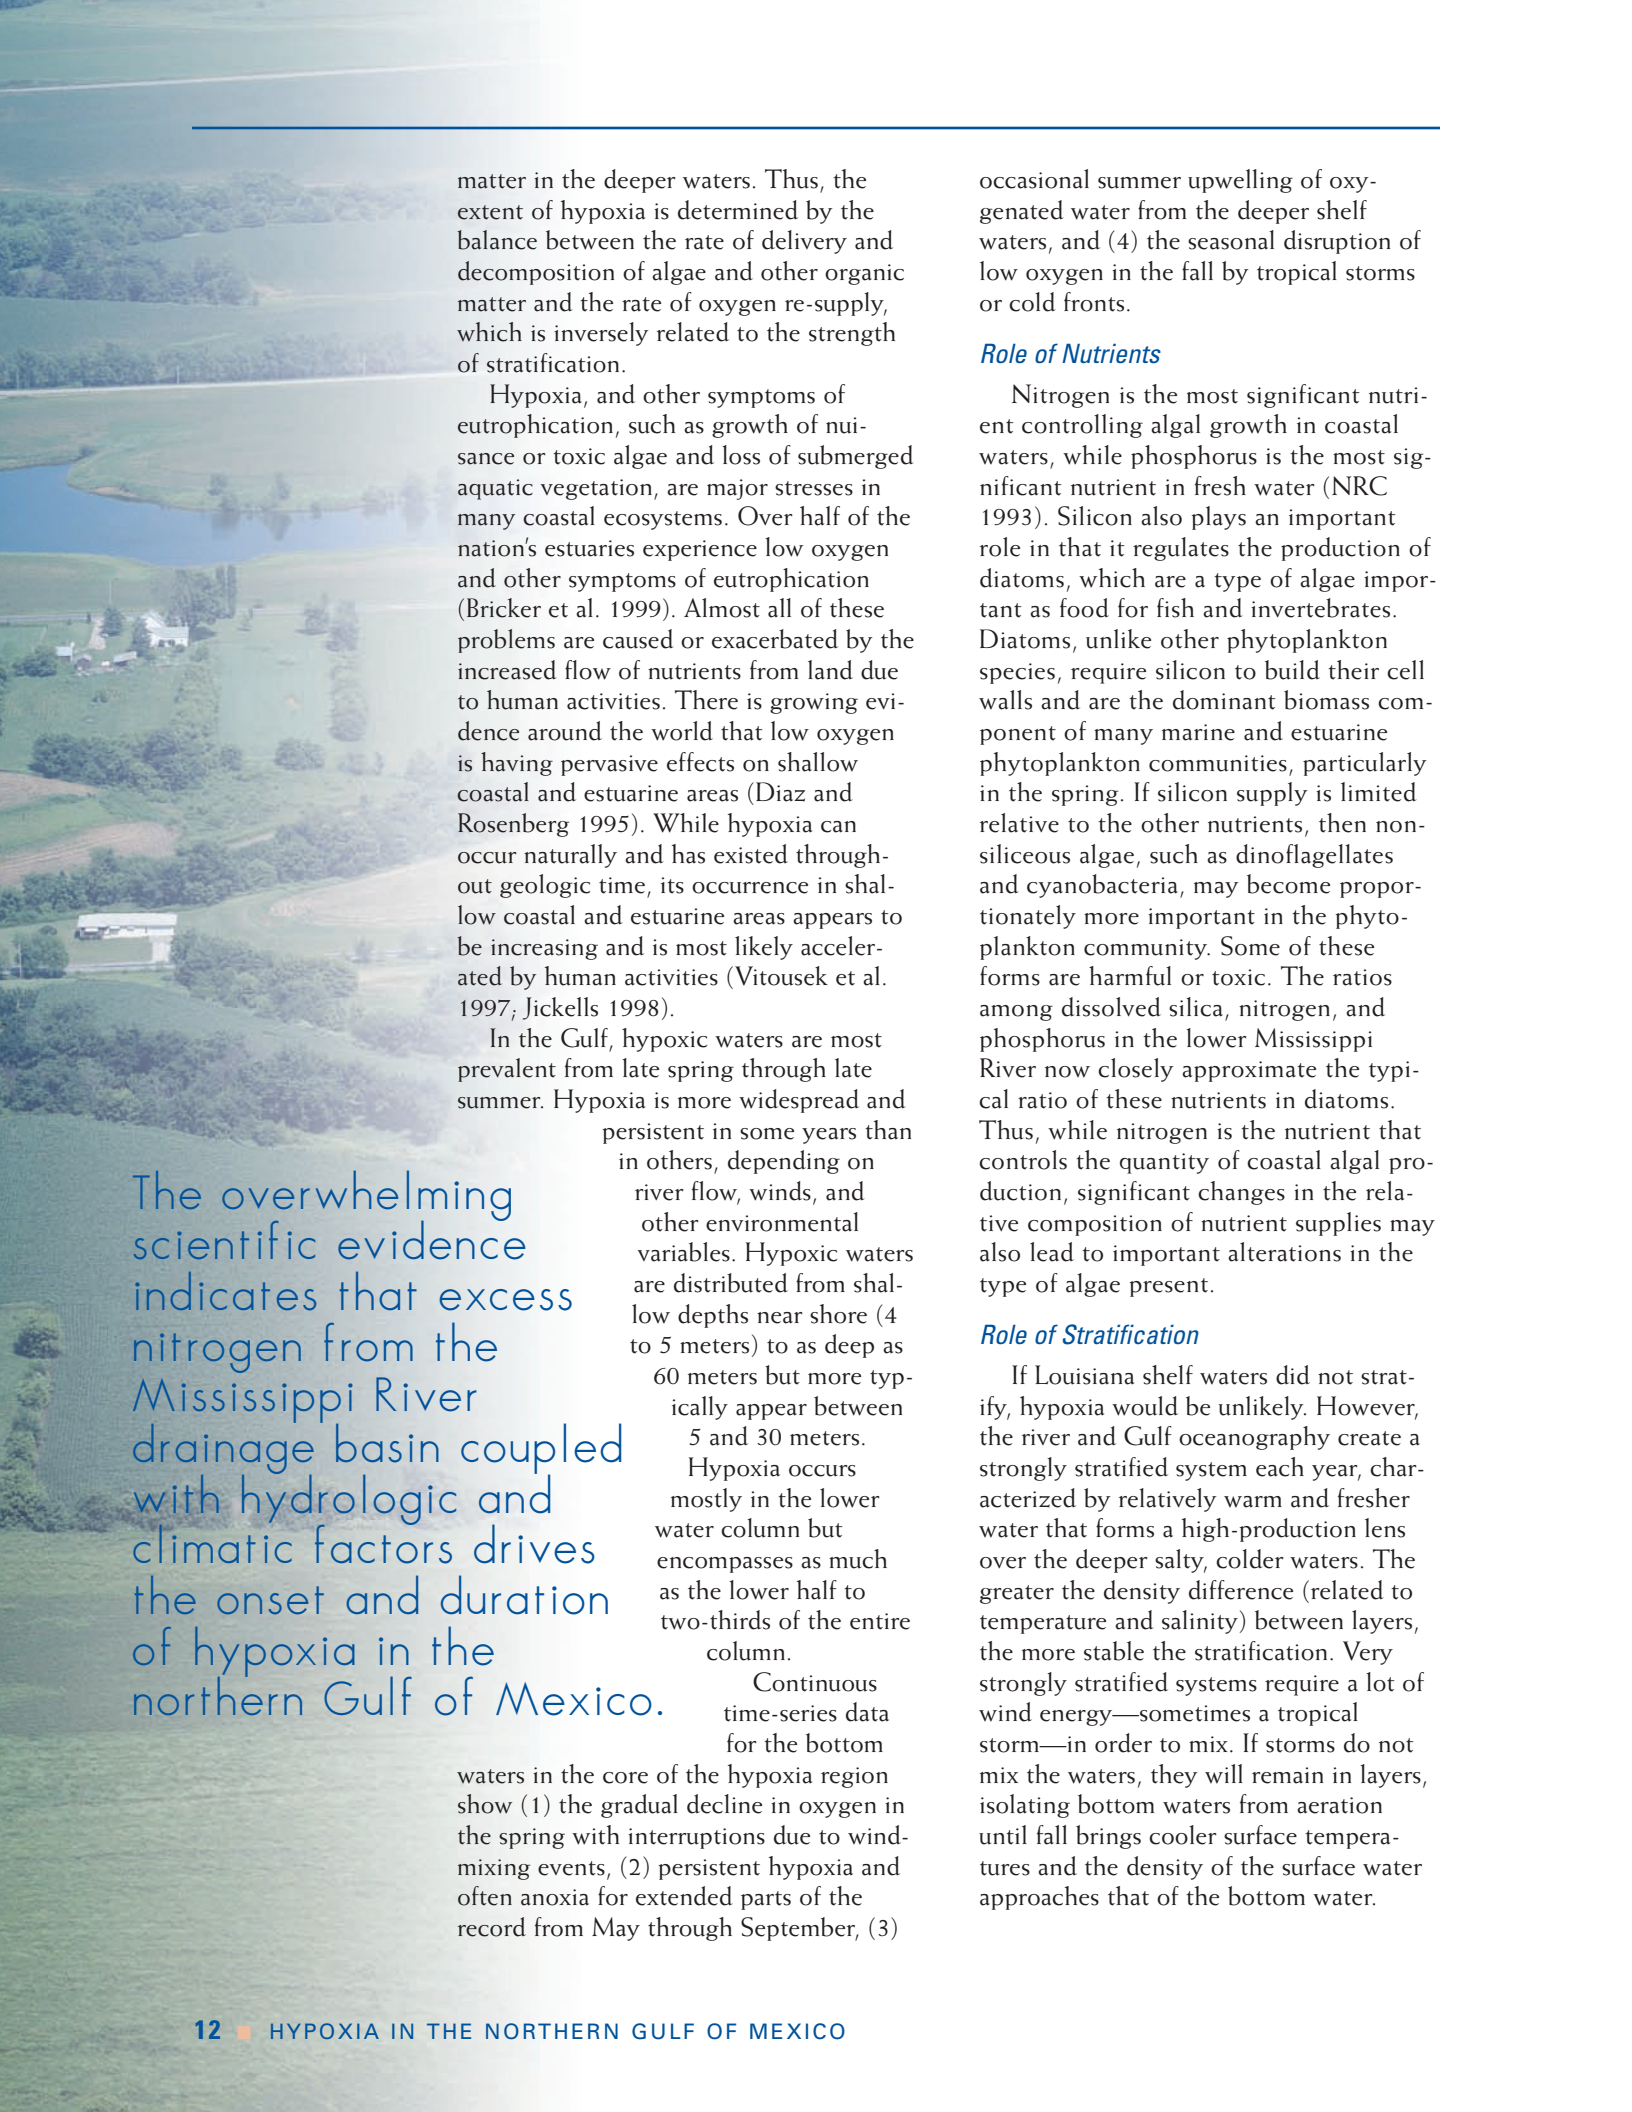 matter in the deeper waters. Thus, the
extent of hypoxia is determined by the
balance between the rate of delivery and
decomposition of algae and other organic
matter and the rate of oxygen re-supply,
which is inversely related to the strength
of stratification.
Hypoxia, and other symptoms of
eutrophication, such as growth of nui-
sance or toxic algae and loss of submerged
aquatic vegetation, are major stresses in
many coastal ecosystems. Over half of the
nation's estuaries experience low oxygen
and other symptoms of eutrophication
(Bricker et al. 1999). Almost all of these
problems are caused or exacerbated by the
increased flow of nutrients from land due
to human activities. There is growing evi-
dence around the world that low oxygen
is having pervasive effects on shallow
coastal and estuarine areas (Diaz and
Rosenberg 1995). While hypoxia can
occur naturally and has existed through-
out geologic time, its occurrence in shal-
low coastal and estuarine areas appears to
be increasing and is most likely acceler-
ated by human activities (Vitousek et al.
1997; Jickells 1998).
In the Gulf, hypoxic waters are most
prevalent from late spring through late
summer. Hypoxia is more widespread and
persistent in some years than
in others, depending on
river flow, winds, and
other environmental
variables. Hypoxic waters
are distributed from shal-
low depths near shore (4
to 5 meters) to as deep as
60 meters but more typ-
ically appear between
5 and 30 meters.
Hypoxia occurs
mostly in the lower
water column but
encompasses as much
as the lower half to
two-thirds of the entire
column.
Continuous
time-series data
for the bottom
waters in the core of the hypoxia region
show (1) the gradual decline in oxygen in
the spring with interruptions due to wind-
mixing events, (2) persistent hypoxia and
often anoxia for extended parts of the
record from May through September, (3)
The overwhelming
scientific evidence
indicates that excess
nitrogen from the
Mississippi River
drainage basin coupled
with hydrologic and
climatic factors drives
the onset and duration
of hypoxia in the
northern Gulf of Mexico.
occasional summer upwelling of oxy-
genated water from the deeper shelf
waters, and (4) the seasonal disruption of
low oxygen in the fall by tropical storms
or cold fronts.
Role of Nutrients
Nitrogen is the most significant nutri-
ent controlling algal growth in coastal
waters, while phosphorus is the most sig-
nificant nutrient in fresh water (NRC
1993). Silicon also plays an important
role in that it regulates the production of
diatoms, which are a type of algae impor-
tant as food for fish and invertebrates.
Diatoms, unlike other phytoplankton
species, require silicon to build their cell
walls and are the dominant biomass com-
ponent of many marine and estuarine
phytoplankton communities, particularly
in the spring. If silicon supply is limited
relative to the other nutrients, then non-
siliceous algae, such as dinoflagellates
and cyanobacteria, may become propor-
tionately more important in the phyto-
plankton community. Some of these
forms are harmful or toxic. The ratios
among dissolved silica, nitrogen, and
phosphorus in the lower Mississippi
River now closely approximate the typi-
cal ratio of these nutrients in diatoms.
Thus, while nitrogen is the nutrient that
controls the quantity of coastal algal pro-
duction, significant changes in the rela-
tive composition of nutrient supplies may
also lead to important alterations in the
type of algae present.
Role of Stratification
If Louisiana shelf waters did not strat-
ify, hypoxia would be unlikely. However,
the river and Gulf oceanography create a
strongly stratified system each year, char-
acterized by relatively warm and fresher
water that forms a high-production lens
over the deeper salty, colder waters. The
greater the density difference (related to
temperature and salinity) between layers,
the more stable the stratification. Very
strongly stratified systems require a lot of
wind energy—sometimes a tropical
storm—in order to mix. If storms do not
mix the waters, they will remain in layers,
isolating bottom waters from aeration
until fall brings cooler surface tempera-
tures and the density of the surface water
approaches that of the bottom water.
12 HYPOXIA IN THE NORTHERN GULF OF MEXICO